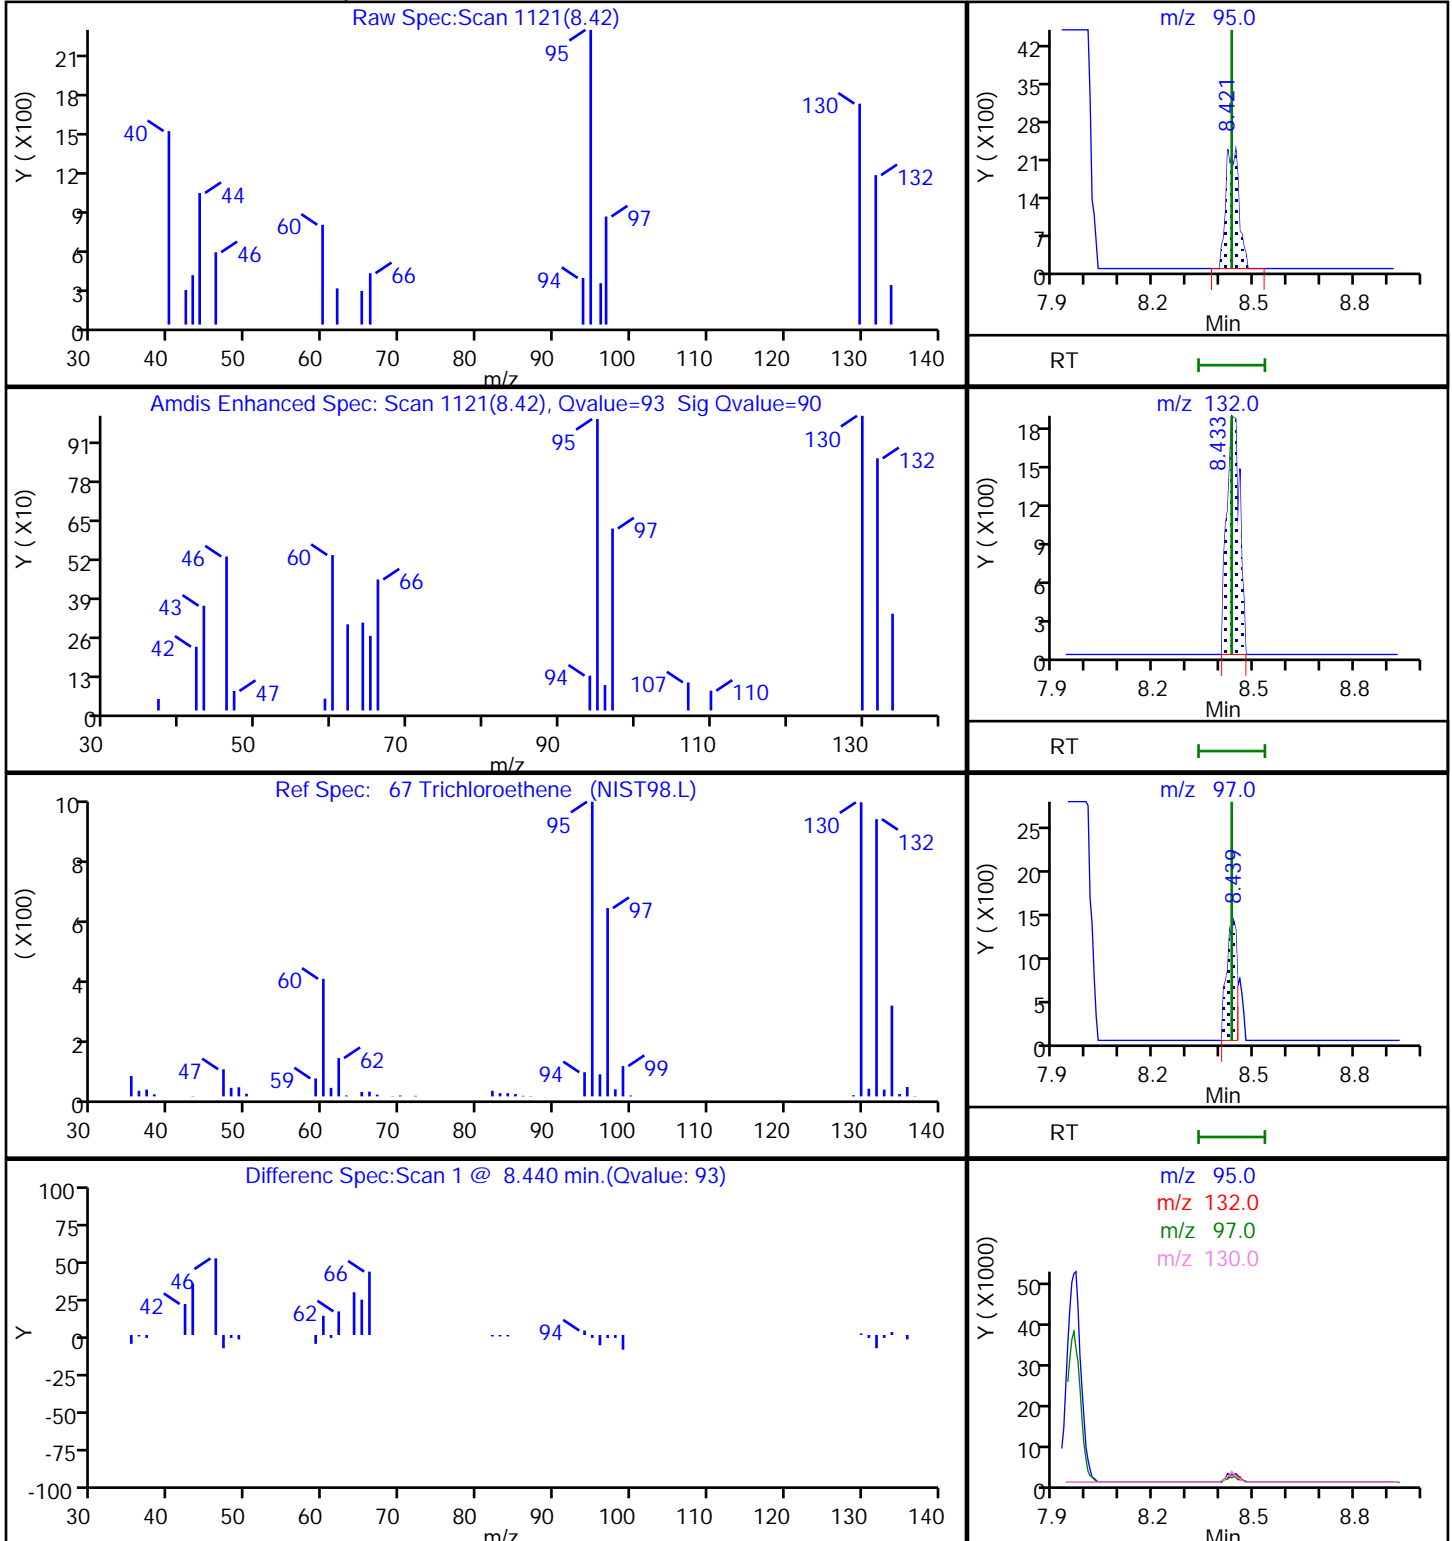 Raw Spec:Scan 1121(8.42)
Y ( X100)
21
18
15
12
9
6
3
0
40
44
46
60
66
94
95
97
130
132
30 40 50 60 70 80 90 100 110 120 130 140
m/z
m/z 95.0
Y ( X100)
42
35
28
21
14
7
0
8.421
7.9 8.2 8.5 8.8
Min
RT
Amdis Enhanced Spec: Scan 1121(8.42), Qvalue=93 Sig Qvalue=90
Y ( X10)
91
78
65
52
39
26
13
0
42
43
46
47
60
66
94
95
97
107
110
130
132
30 50 70 90 110 130
m/z
m/z 132.0
Y ( X100)
18
15
12
9
6
3
0
8.433
7.9 8.2 8.5 8.8
Min
RT
Ref Spec: 67 Trichloroethene (NIST98.L)
( X100)
10
8
6
4
2
0
47
59
60
62
94
95
97
99
130
132
30 40 50 60 70 80 90 100 110 120 130 140
m/z 97.0
Y ( X100)
25
20
15
10
5
0
8.439
7.9 8.2 8.5 8.8
Min
RT
Differenc Spec:Scan 1 @ 8.440 min.(Qvalue: 93)
Y
100
75
50
25
0
-25
-50
-75
-100
42
46
62
66
94
30 40 50 60 70 80 90 100 110 120 130 140
m/z
m/z 95.0
m/z 132.0
m/z 97.0
m/z 130.0
Y ( X1000)
50
40
30
20
10
0
7.9 8.2 8.5 8.8
Min